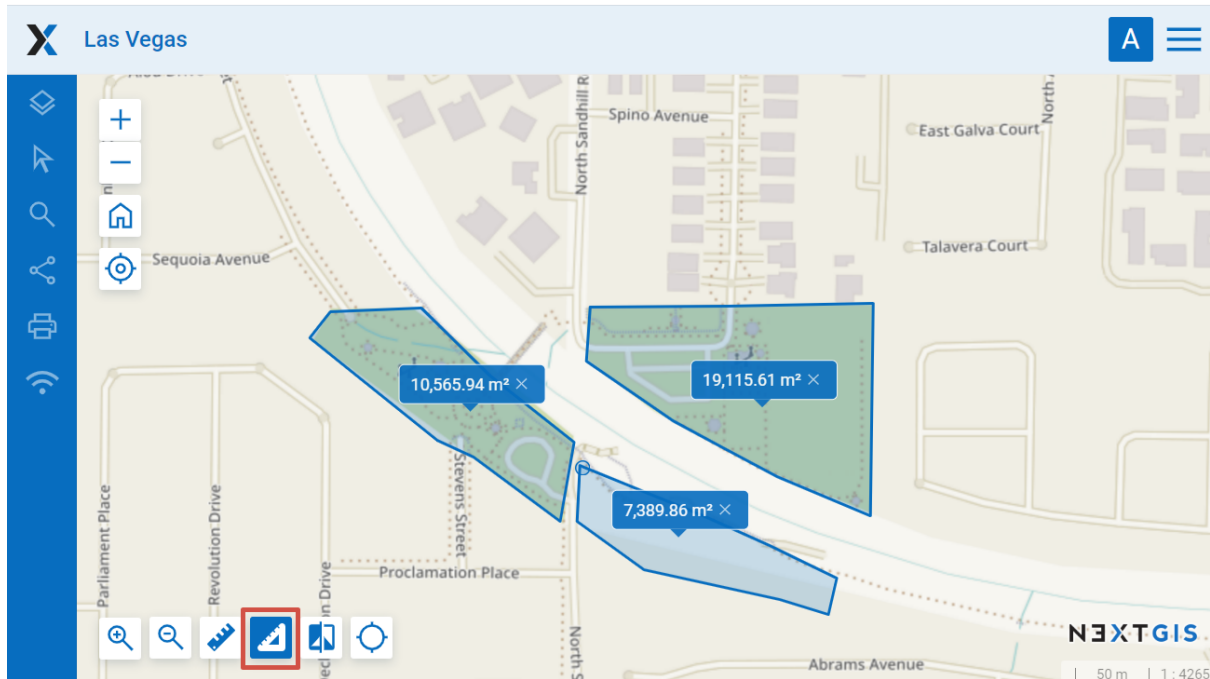 Las Vegas
A
Spino Avenue
North Sandhill R
East Galva Court
North
Talavera Court
Sequoia Avenue
10,565.94 m² ×
19,115.61 m² ×
7,389.86 m² ×
Stevens Street
Parliament Place
Revolution Drive
Proclamation Place
n Drive
North S
Abrams Avenue
NEXTGIS
50 m
1 : 4265